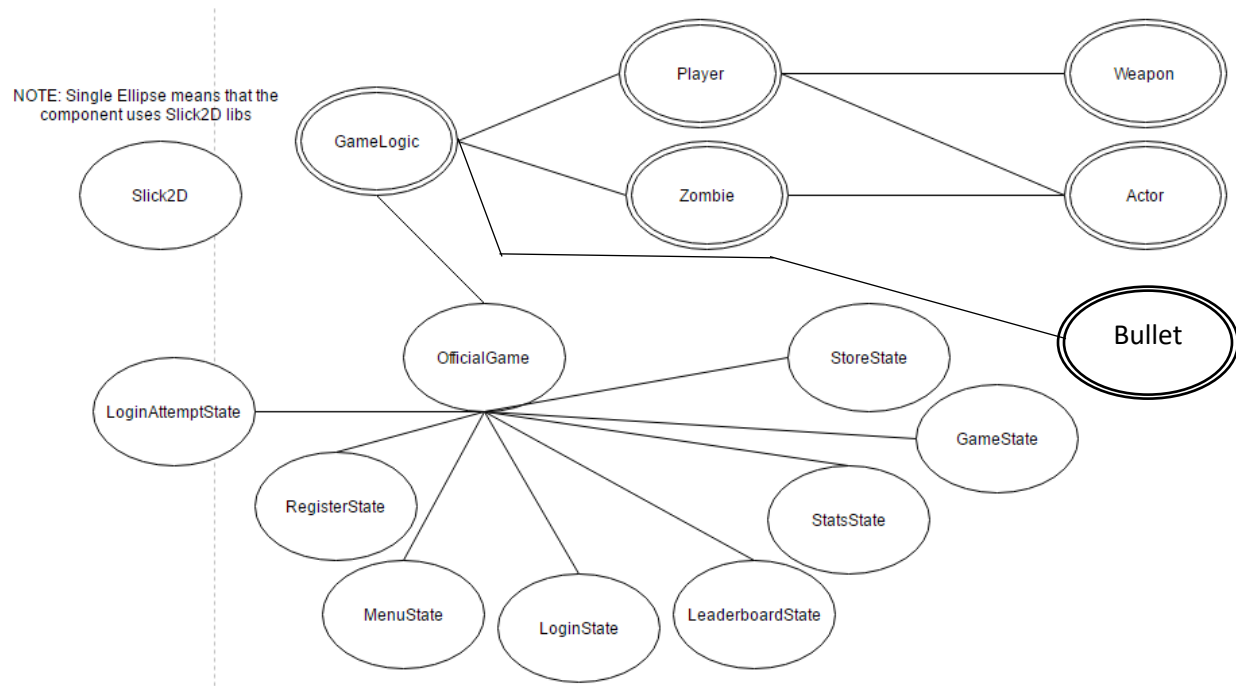 NOTE: Single Ellipse means that the
component uses Slick2D libs
Slick2D
GameLogic
Player
Weapon
Zombie
Actor
Bullet
OfficialGame
StoreState
LoginAttemptState
GameState
RegisterState
StatsState
MenuState
LoginState
LeaderboardState